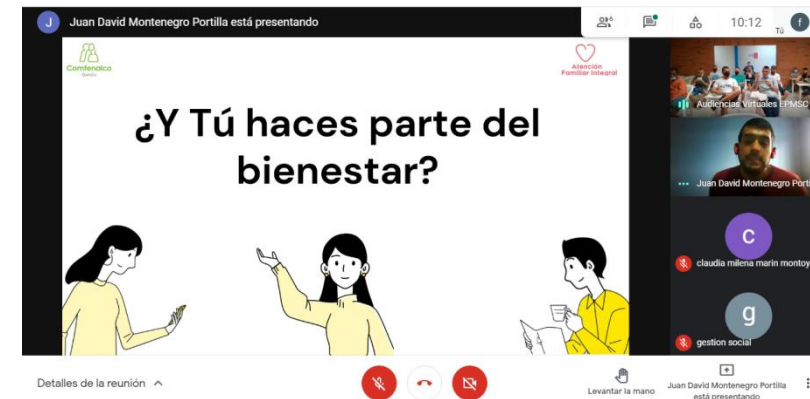 J
Juan David Montenegro Portilla está presentando
10:12
Tú
f
Comfenalco
Quindío
Atención
Familiar Integral
¿Y Tú haces parte del
bienestar?
Audiencias Virtuales EPMSC
Juan David Montenegro Porti
c
claudia milena marin montoy
g
gestion social
Detalles de la reunión
Levantar la mano
Juan David Montenegro Portilla
está presentando